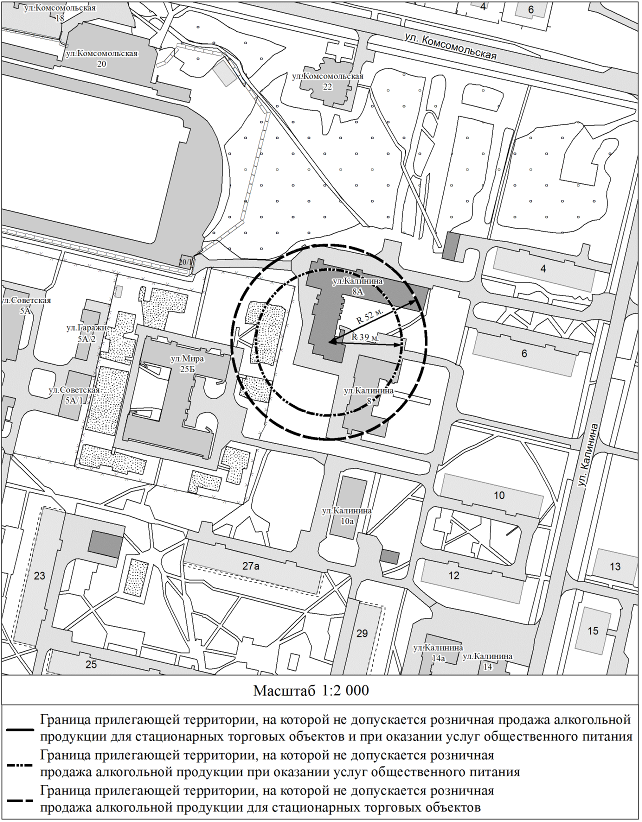 ул.Комсомольская
18
4
6
ул. Комсомольская
ул.Комсомольская
20
ул.Комсомольская
22
20/1
4
ул.Калинина
8А
ул.Советская
5А
R 52 м.
ул.Гаражие
5А/2
R 39 м.
ул.Мира
25Б
6
ул.Советская
5А/1
ул.Калинина
8
ул. Калинина
10
ул.Калинина
10а
27а
13
23
12
29
15
ул.Калинина
14а
ул.Калинина
14
25
Масштаб 1:2 000
Граница прилегающей территории, на которой не допускается розничная продажа алкогольной
продукции для стационарных торговых объектов и при оказании услуг общественного питания
Граница прилегающей территории, на которой не допускается розничная
продажа алкогольной продукции при оказании услуг общественного питания
Граница прилегающей территории, на которой не допускается розничная
продажа алкогольной продукции для стационарных торговых объектов